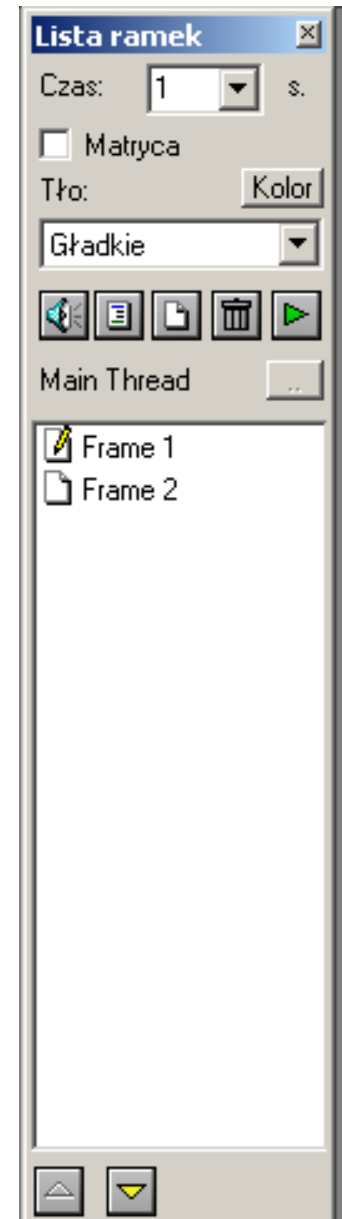 Lista ramek
Czas: 1 s.
Matryca
Tło: Kolor
Gładkie
Main Thread ..
Frame 1
Frame 2